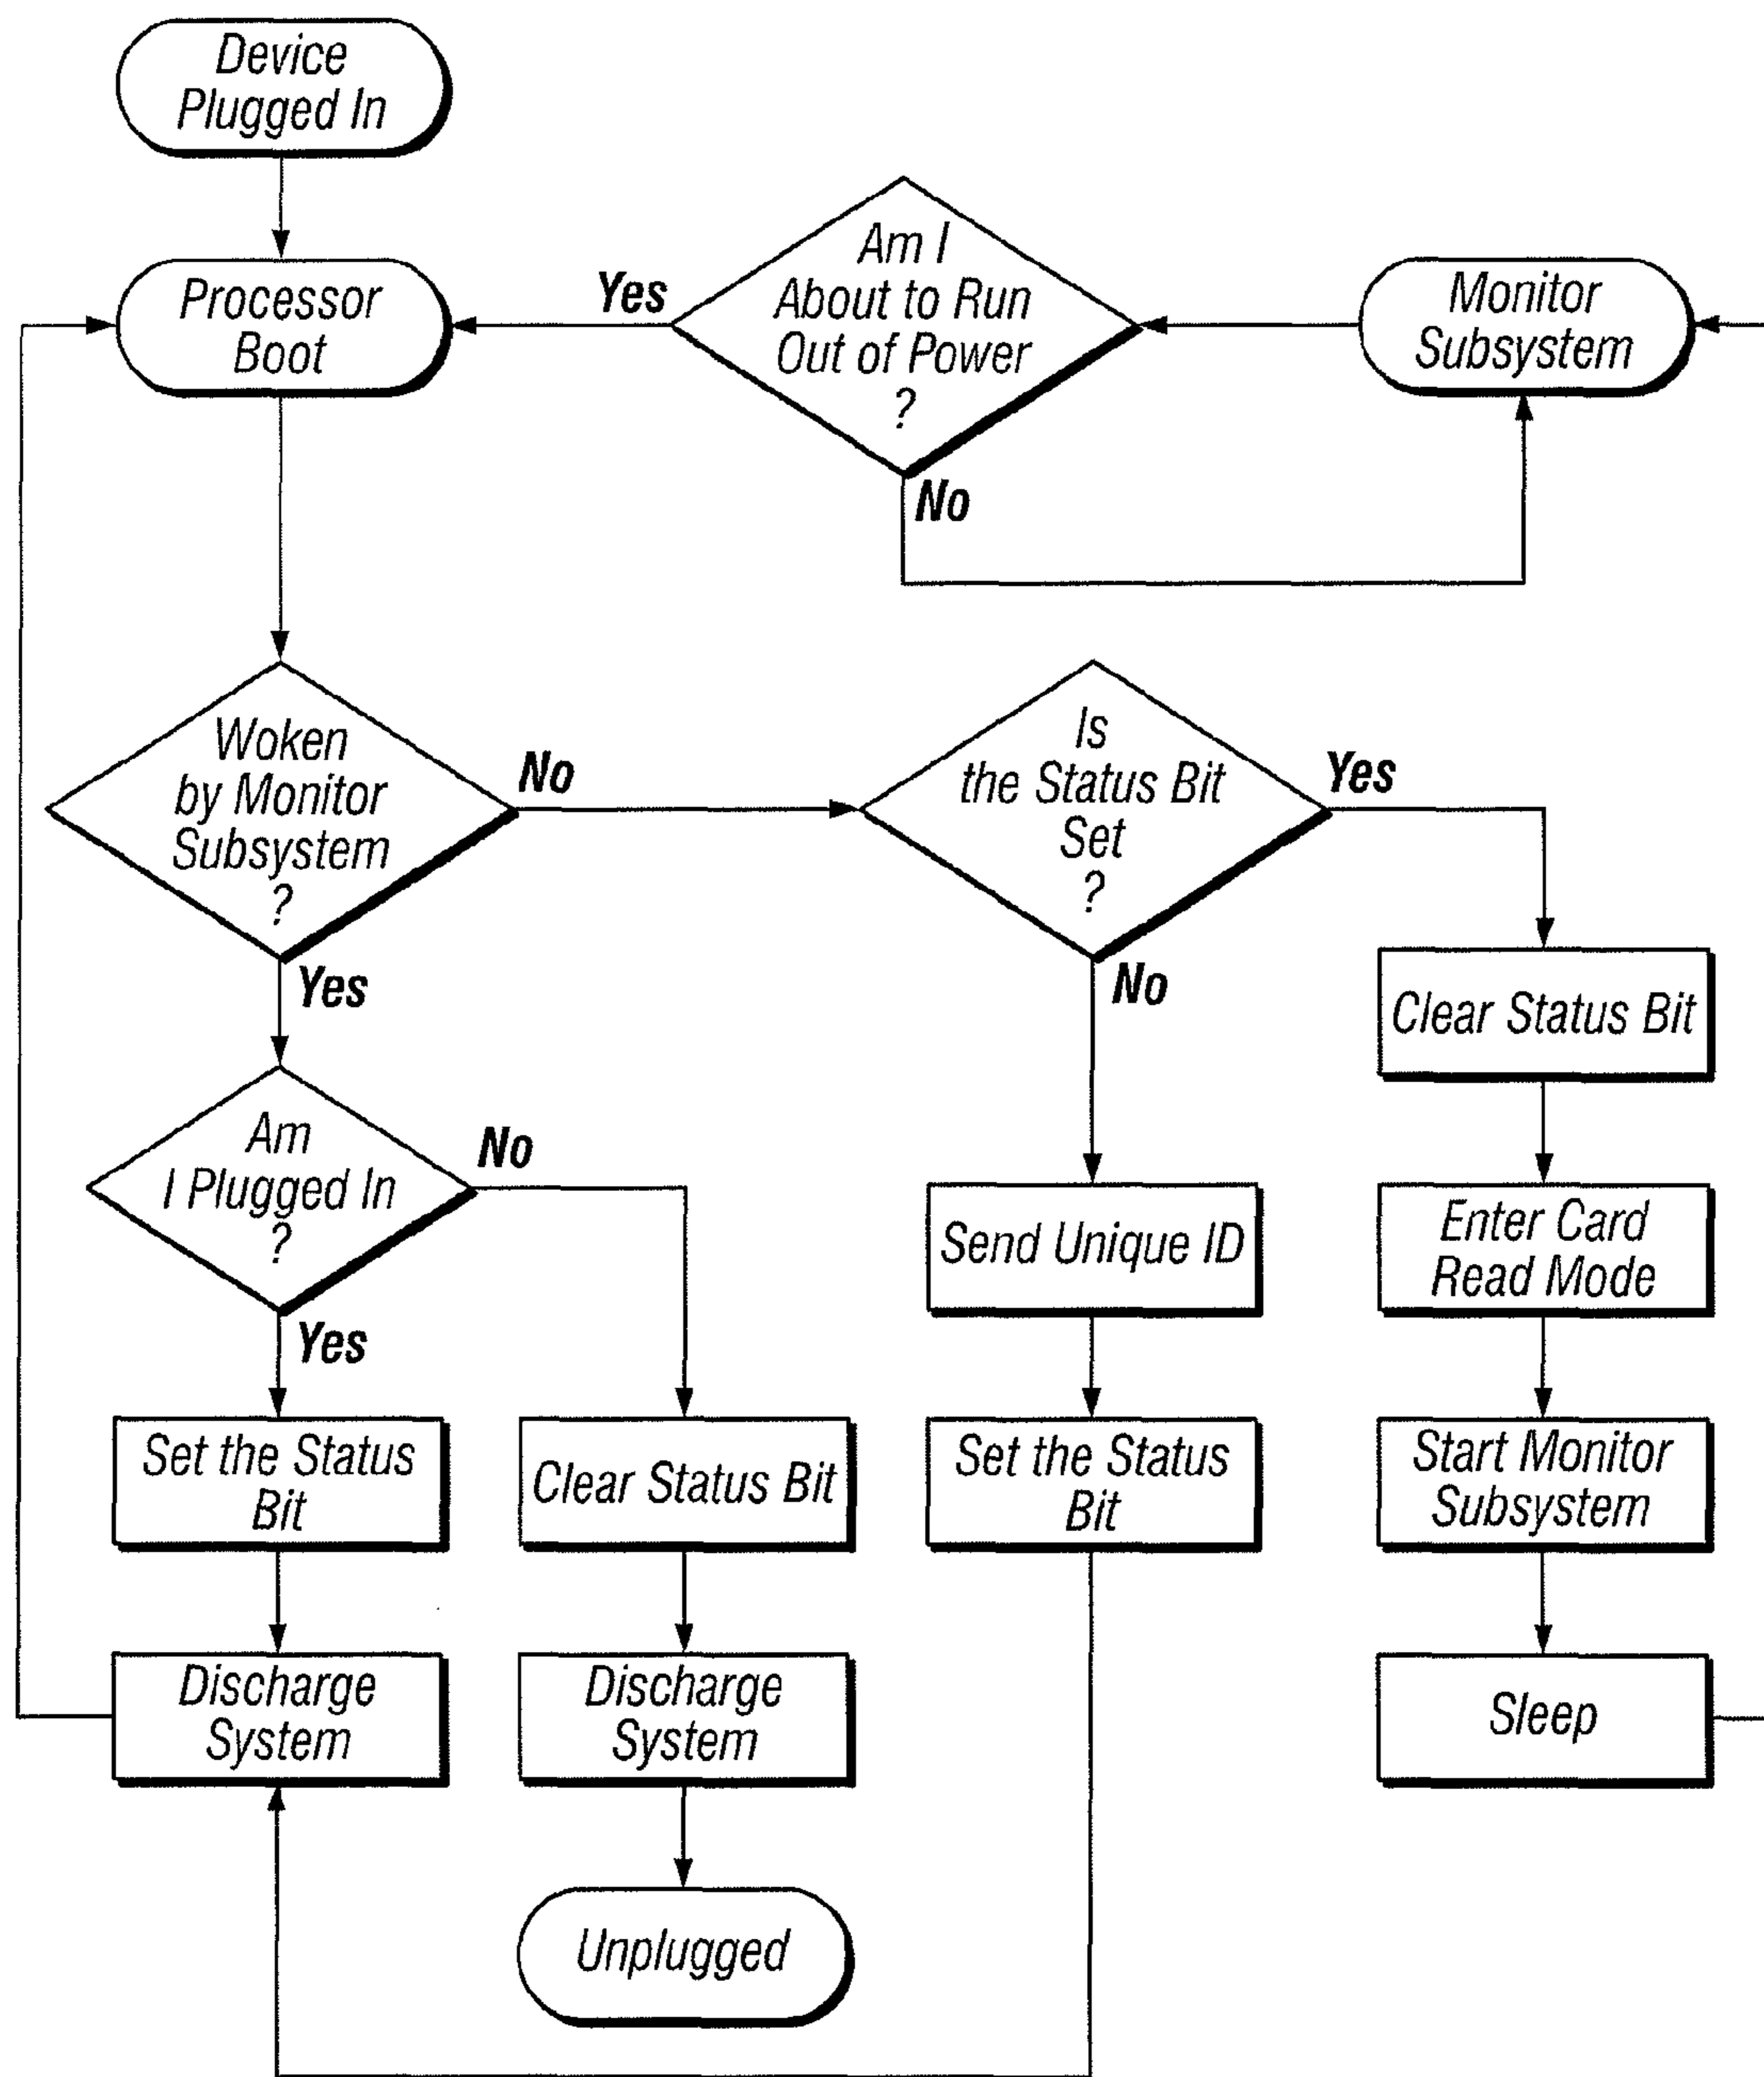 Device
Plugged In
Processor
Boot
Yes
Am I
About to Run
Out of Power
?
No
Monitor
Subsystem
Woken
by Monitor
Subsystem
?
No
Yes
Is
the Status Bit
Set
?
Yes
No
Clear Status Bit
Am
I Plugged In
?
No
Yes
Send Unique ID
Enter Card
Read Mode
Set the Status
Bit
Clear Status Bit
Set the Status
Bit
Start Monitor
Subsystem
Discharge
System
Discharge
System
Sleep
Unplugged